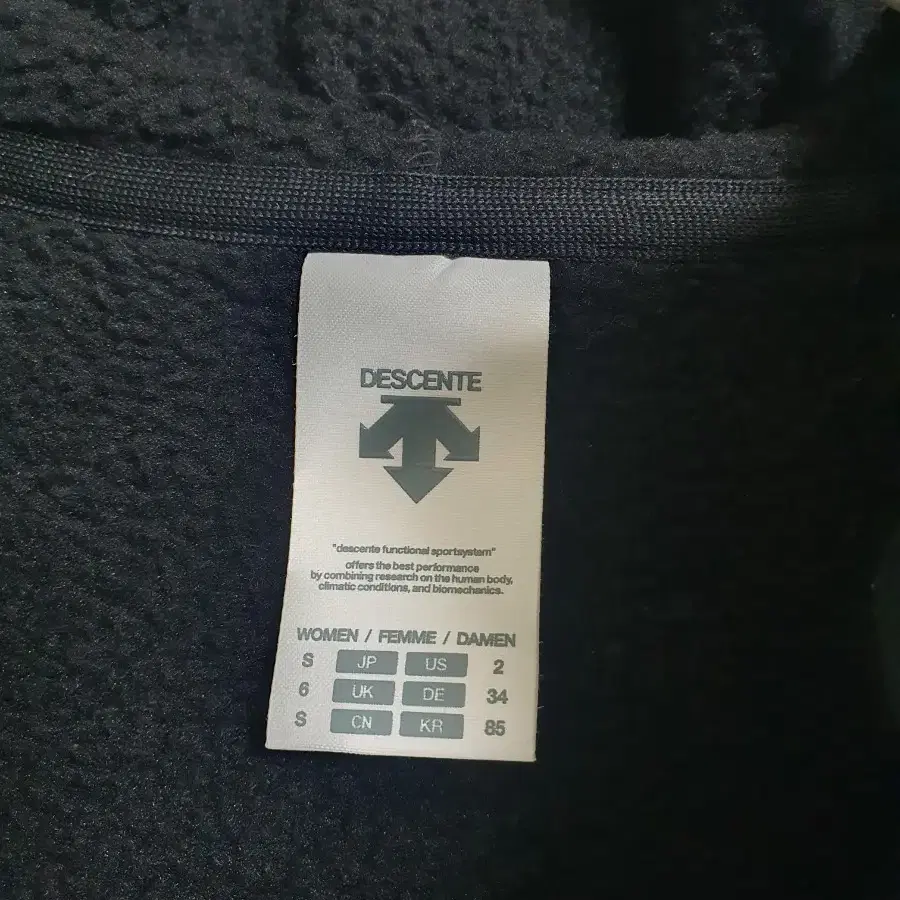 DESCENTE
"descente functional sportsystem"
offers the best performance
by combining research on the human body,
climatic conditions, and biomechanics.
WOMEN / FEMME / DAMEN
S JP US 2
6 UK DE 34
S CN KR 85